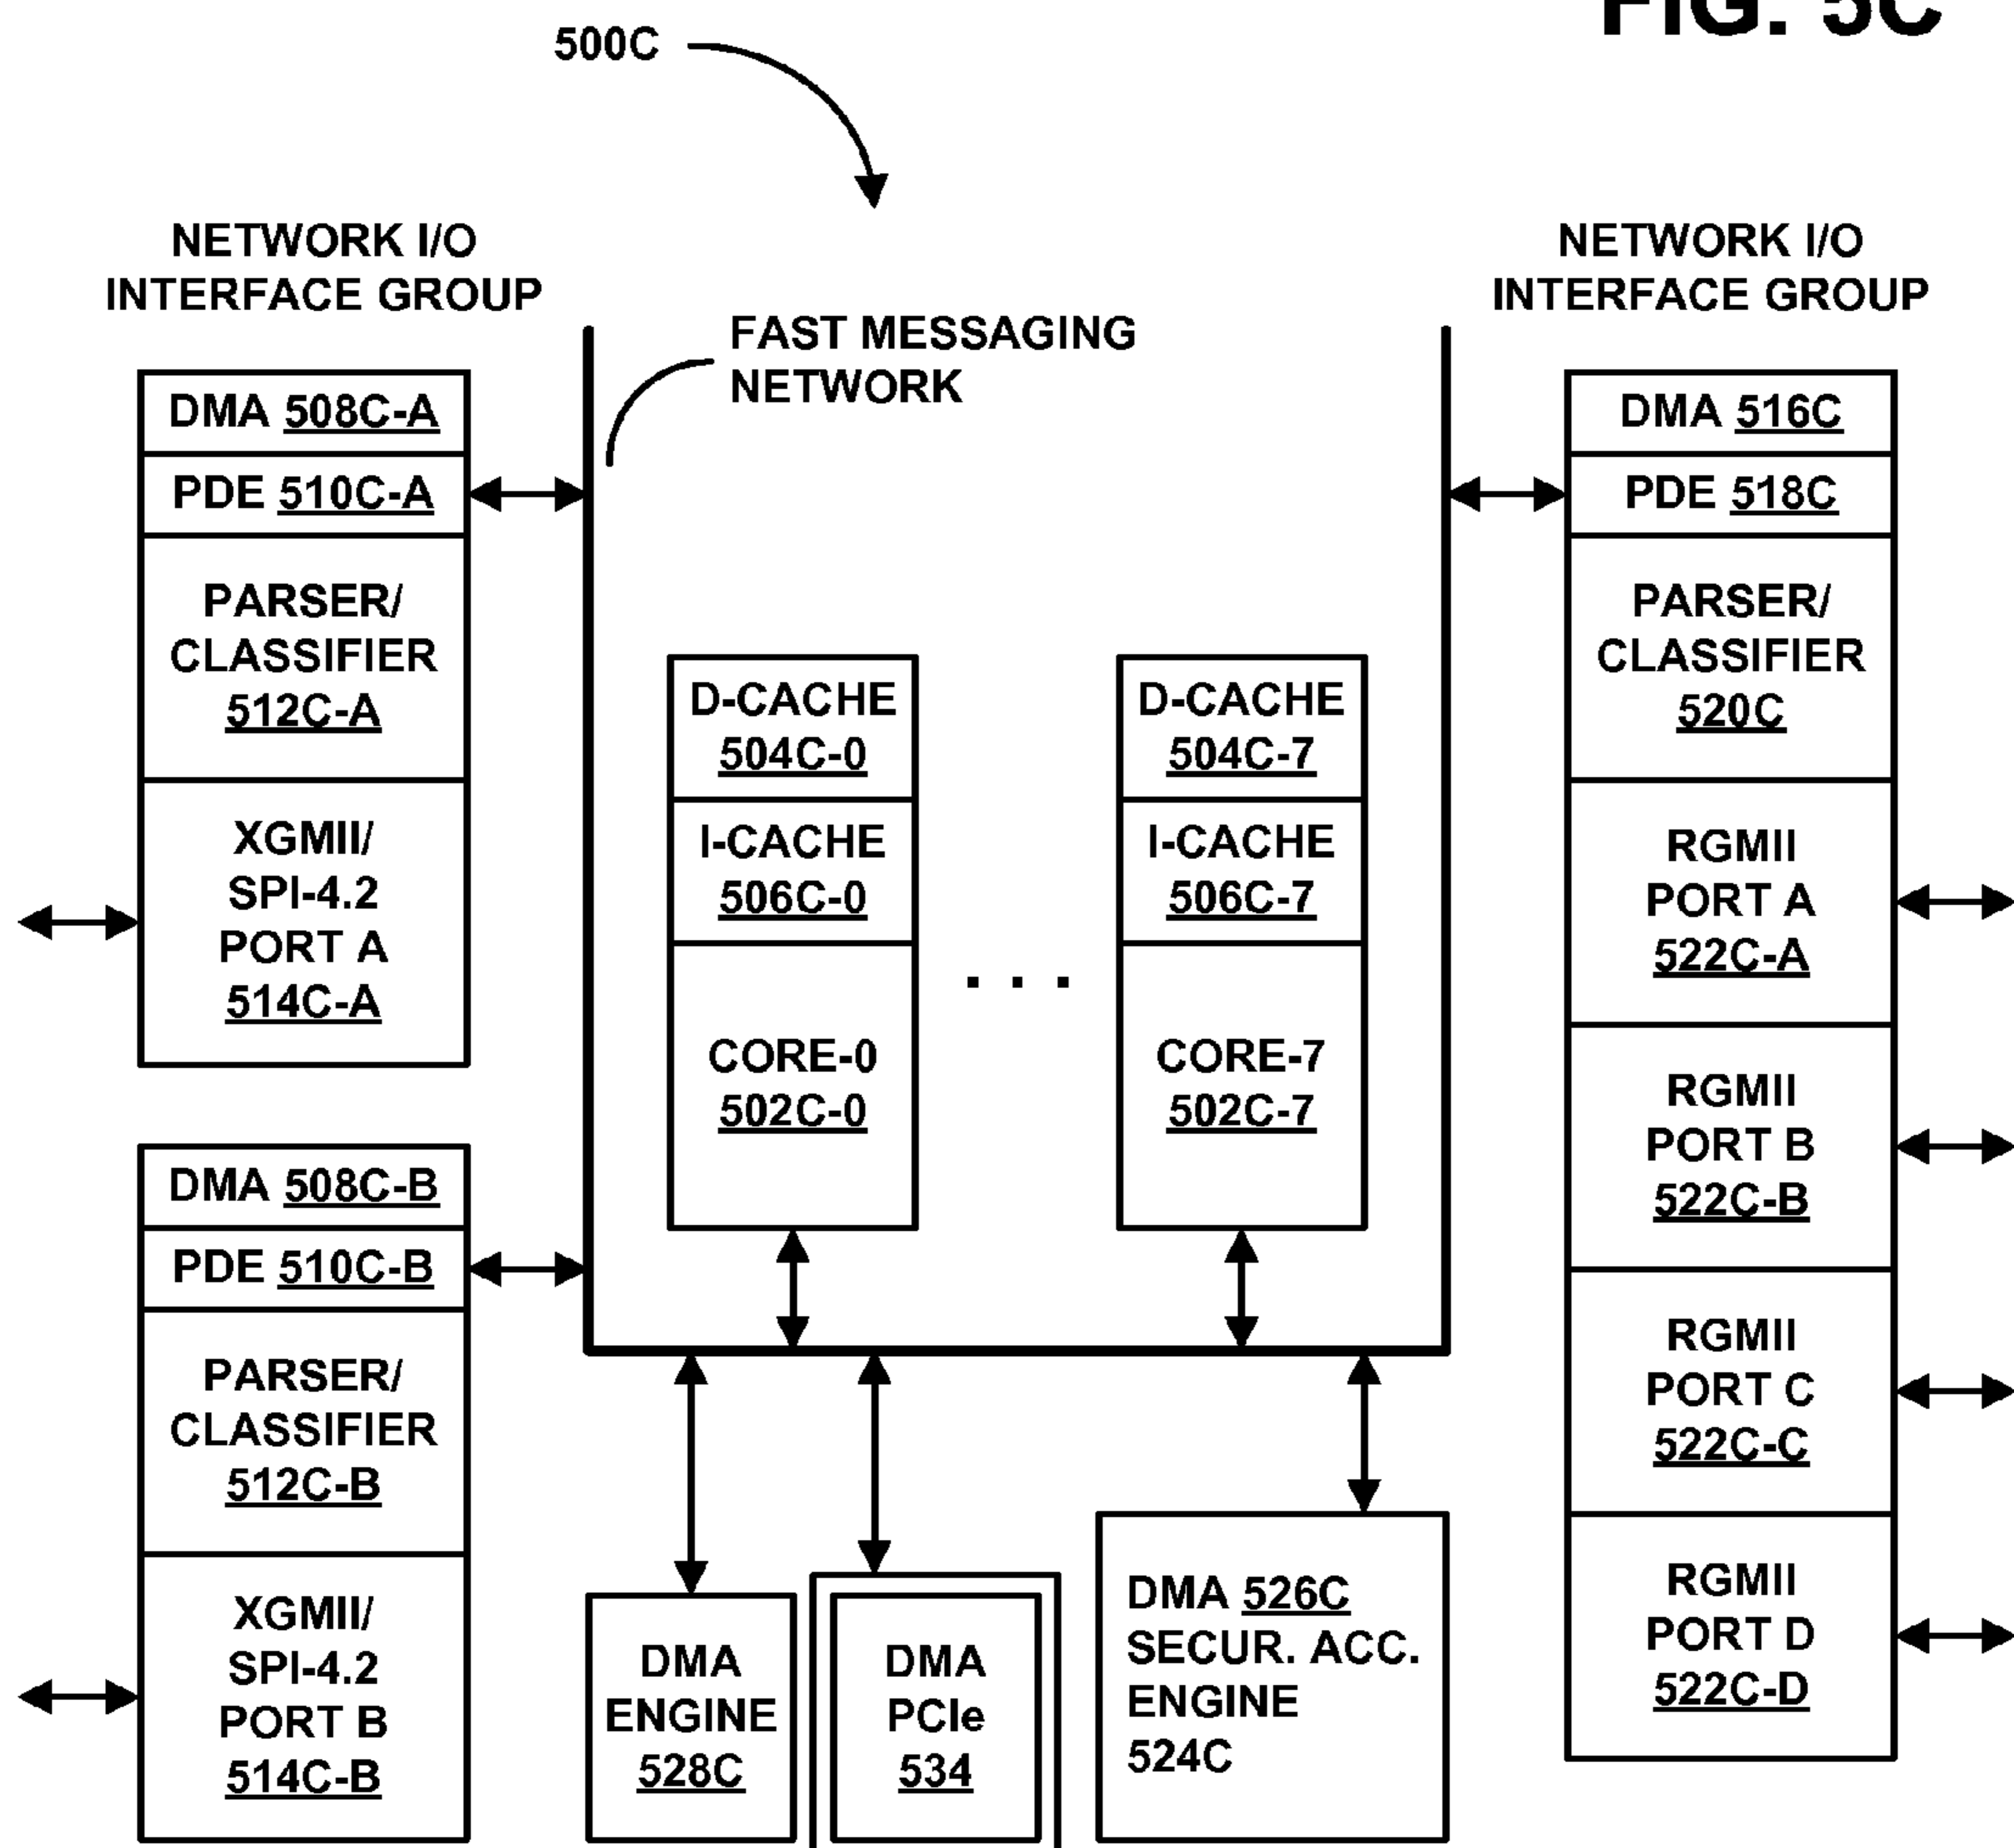 FIG. 5C
500C
NETWORK I/O
INTERFACE GROUP
DMA 508C-A
PDE 510C-A
PARSER/
CLASSIFIER
512C-A
XGMII/
SPI-4.2
PORT A
514C-A
DMA 508C-B
PDE 510C-B
PARSER/
CLASSIFIER
512C-B
XGMII/
SPI-4.2
PORT B
514C-B
FAST MESSAGING
NETWORK
D-CACHE
504C-0
I-CACHE
506C-0
CORE-0
502C-0
. . .
D-CACHE
504C-7
I-CACHE
506C-7
CORE-7
502C-7
DMA
ENGINE
528C
DMA
PCIe
534
DMA 526C
SECUR. ACC.
ENGINE
524C
NETWORK I/O
INTERFACE GROUP
DMA 516C
PDE 518C
PARSER/
CLASSIFIER
520C
RGMII
PORT A
522C-A
RGMII
PORT B
522C-B
RGMII
PORT C
522C-C
RGMII
PORT D
522C-D